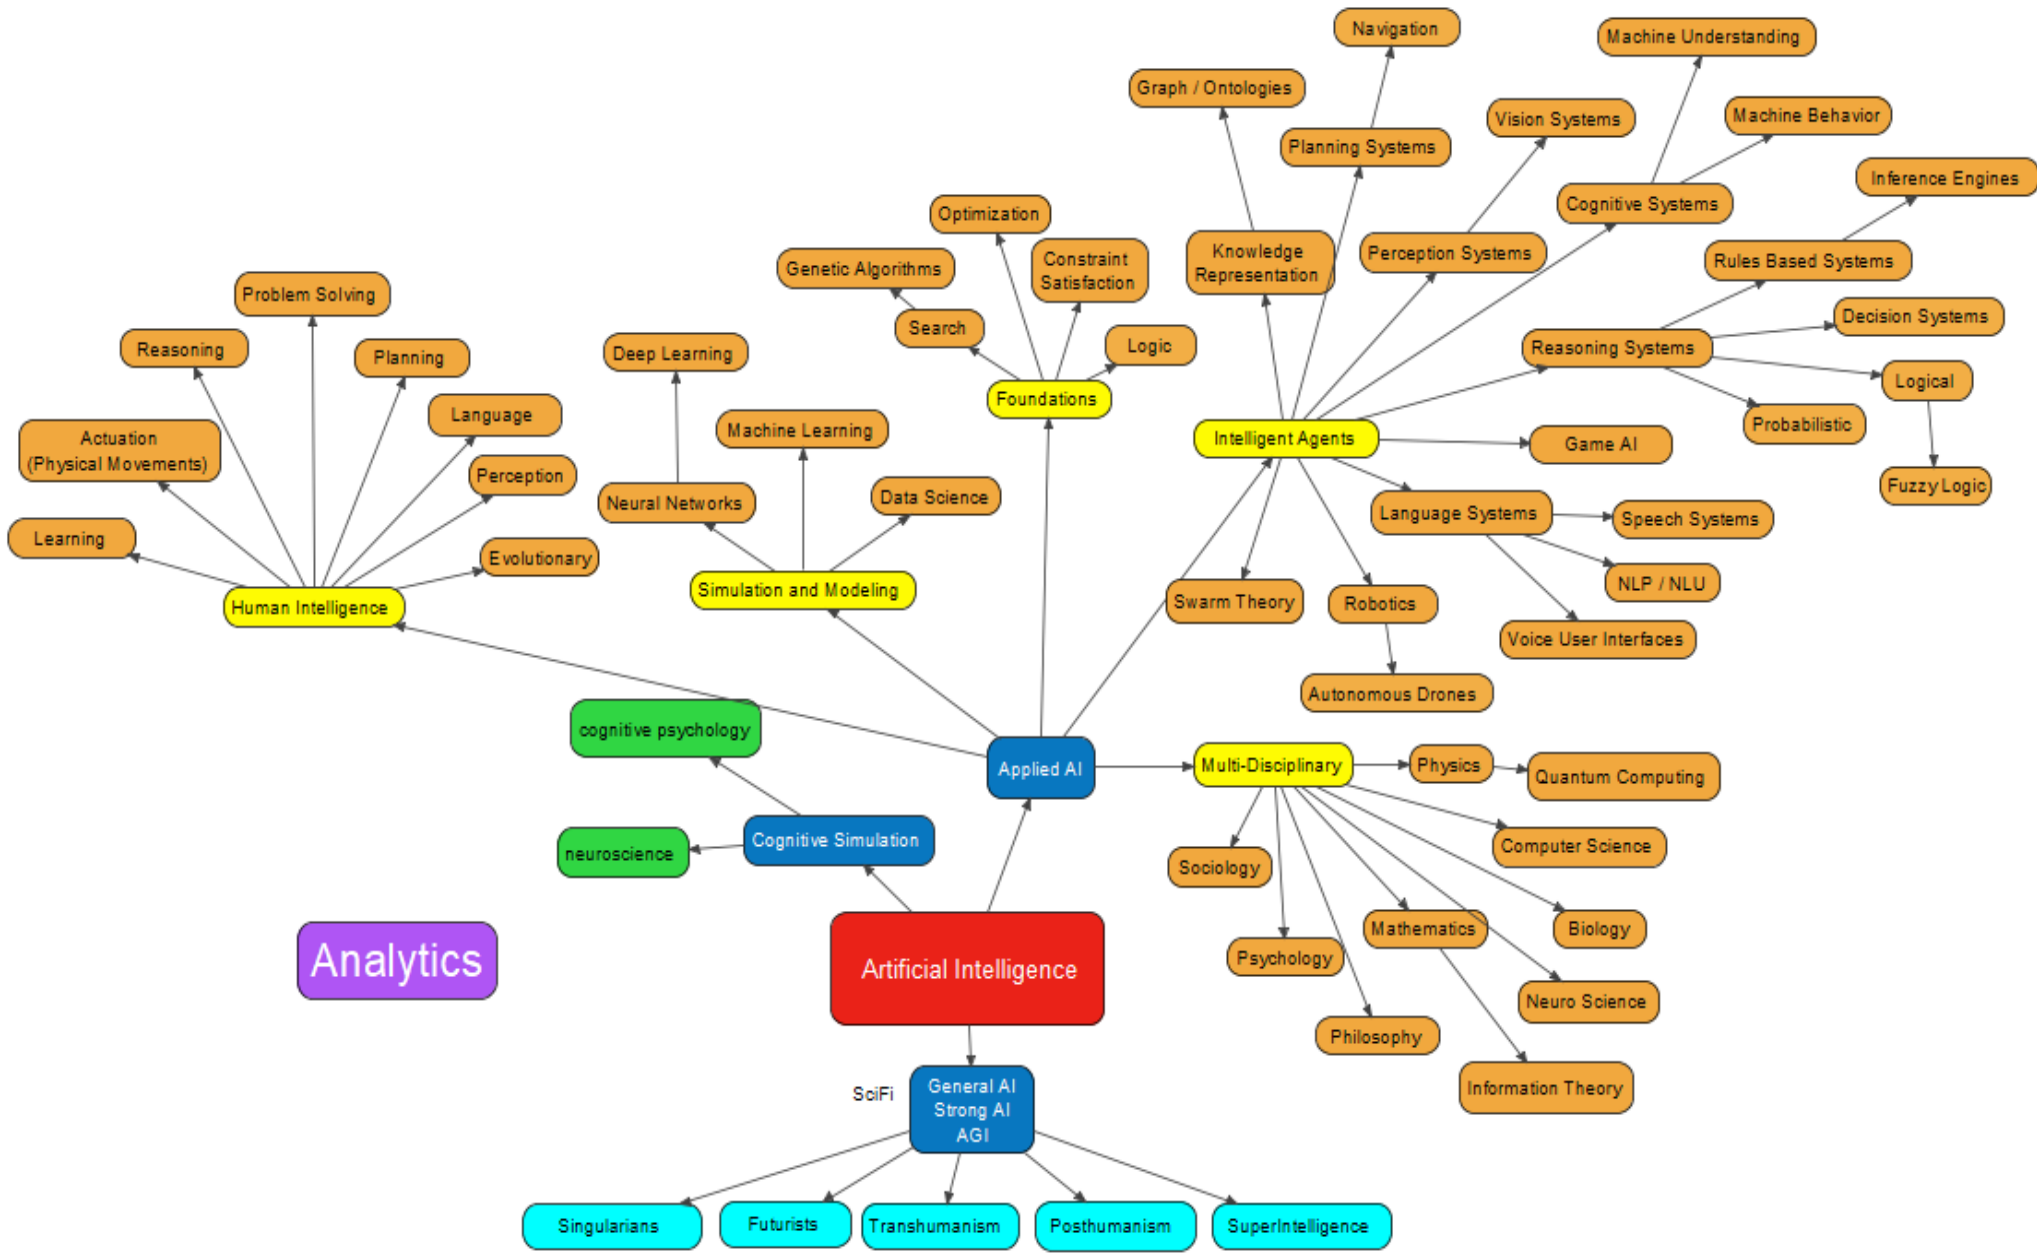 Navigation
Machine Understanding
Graph / Ontologies
Vision Systems
Machine Behavior
Planning Systems
Inference Engines
Cognitive Systems
Optimization
Knowledge
Representation
Perception Systems
Rules Based Systems
Genetic Algorithms
Constraint
Satisfaction
Problem Solving
Decision Systems
Search
Reasoning
Planning
Deep Learning
Logic
Reasoning Systems
Logical
Foundations
Language
Probabilistic
Actuation
(Physical Movements)
Machine Learning
Intelligent Agents
Game AI
Perception
Fuzzy Logic
Neural Networks
Data Science
Language Systems
Speech Systems
Learning
Evolutionary
NLP / NLU
Simulation and Modeling
Human Intelligence
Swarm Theory
Robotics
Voice User Interfaces
Autonomous Drones
cognitive psychology
Applied AI
Multi-Disciplinary
Physics
Quantum Computing
Cognitive Simulation
neuroscience
Computer Science
Sociology
Mathematics
Biology
Analytics
Artificial Intelligence
Psychology
Neuro Science
Philosophy
SciFi
General AI
Strong AI
AGI
Information Theory
Singularians
Futurists
Transhumanism
Posthumanism
SuperIntelligence